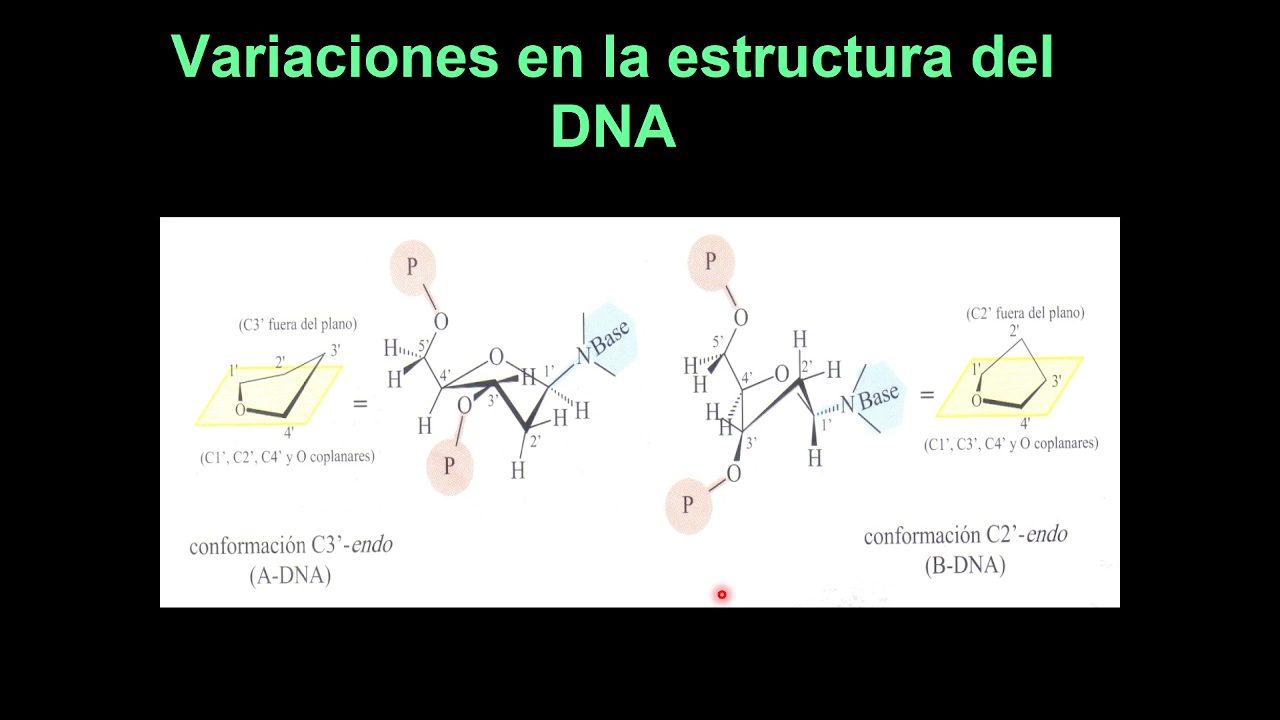 Variaciones en la estructura del
DNA
P
(C3’ fuera del plano)
1'
2'
3'
O
4'
(C1’, C2’, C4’ y O coplanares)
=
O
H
5'
H
4'
O
H
1'
N
Base
O
3'
H
H
H
2'
P
H
conformación C3’-endo
(A-DNA)
P
O
5'
H
H
4'
O
H
2'
H
N
Base
H
H
3'
1'
H
O
P
=
(C2’ fuera del plano)
2'
1'
3'
O
4'
(C1’, C3’, C4’ y O coplanares)
conformación C2’-endo
(B-DNA)